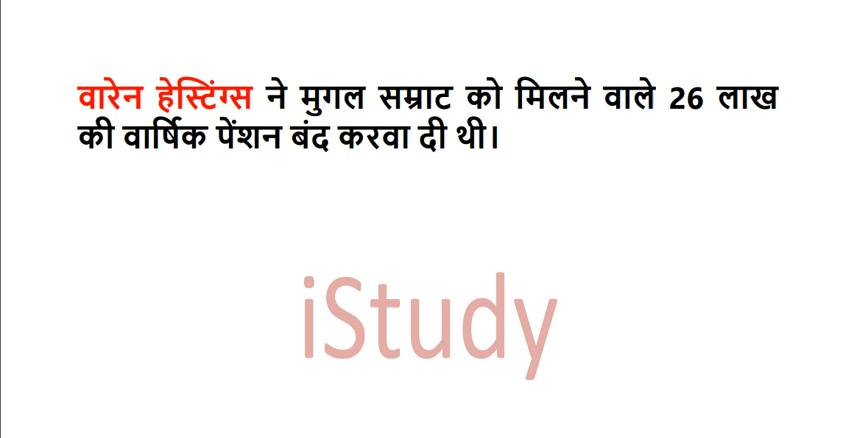 वारेन हेस्टिंग्स ने मुगल सम्राट को मिलने वाले 26 लाख
की वार्षिक पेंशन बंद करवा दी थी।
iStudy